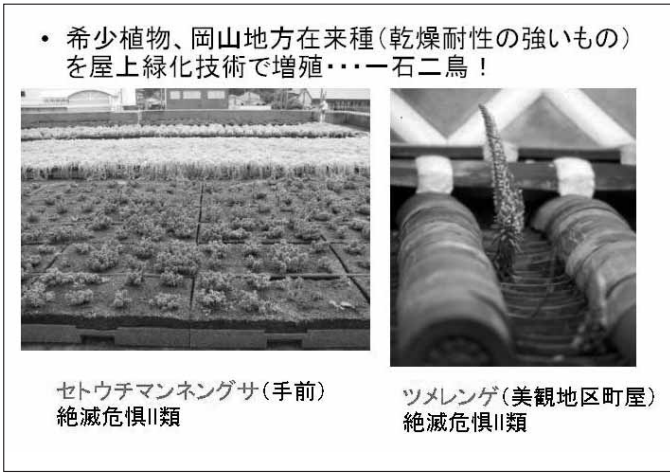 • 希少植物、岡山地方在来種(乾燥耐性の強いもの)
を屋上緑化技術で増殖・・・一石二鳥!
セトウチマンネングサ(手前)
絶滅危惧II類
ツメレンゲ(美観地区町屋)
絶滅危惧II類